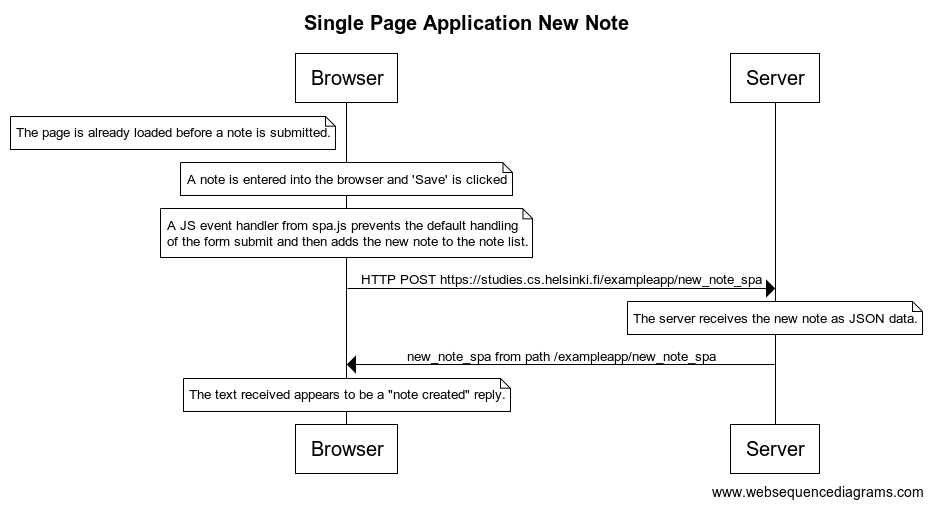 Single Page Application New Note
Browser
Server
The page is already loaded before a note is submitted.
A note is entered into the browser and 'Save' is clicked
A JS event handler from spa.js prevents the default handling
of the form submit and then adds the new note to the note list.
HTTP POST https://studies.cs.helsinki.fi/exampleapp/new_note_spa
The server receives the new note as JSON data.
new_note_spa from path /exampleapp/new_note_spa
The text received appears to be a "note created" reply.
Browser
Server
www.websequencediagrams.com